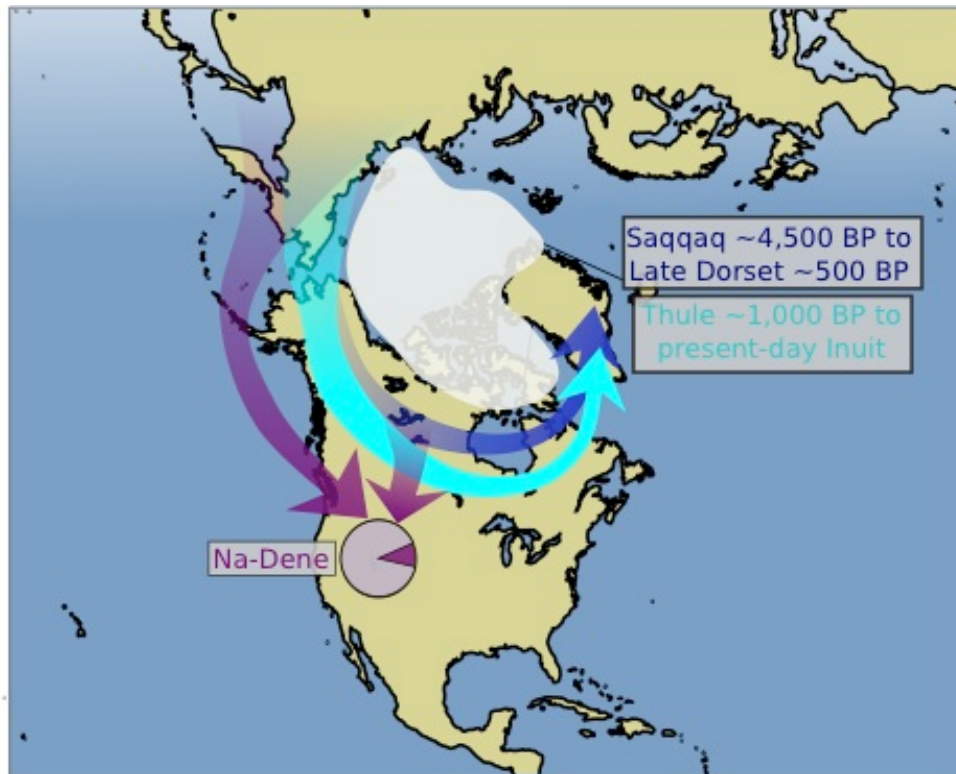 Saqqaq ~4,500 BP to
Late Dorset ~500 BP
Thule ~1,000 BP to
present-day Inuit
Na-Dene